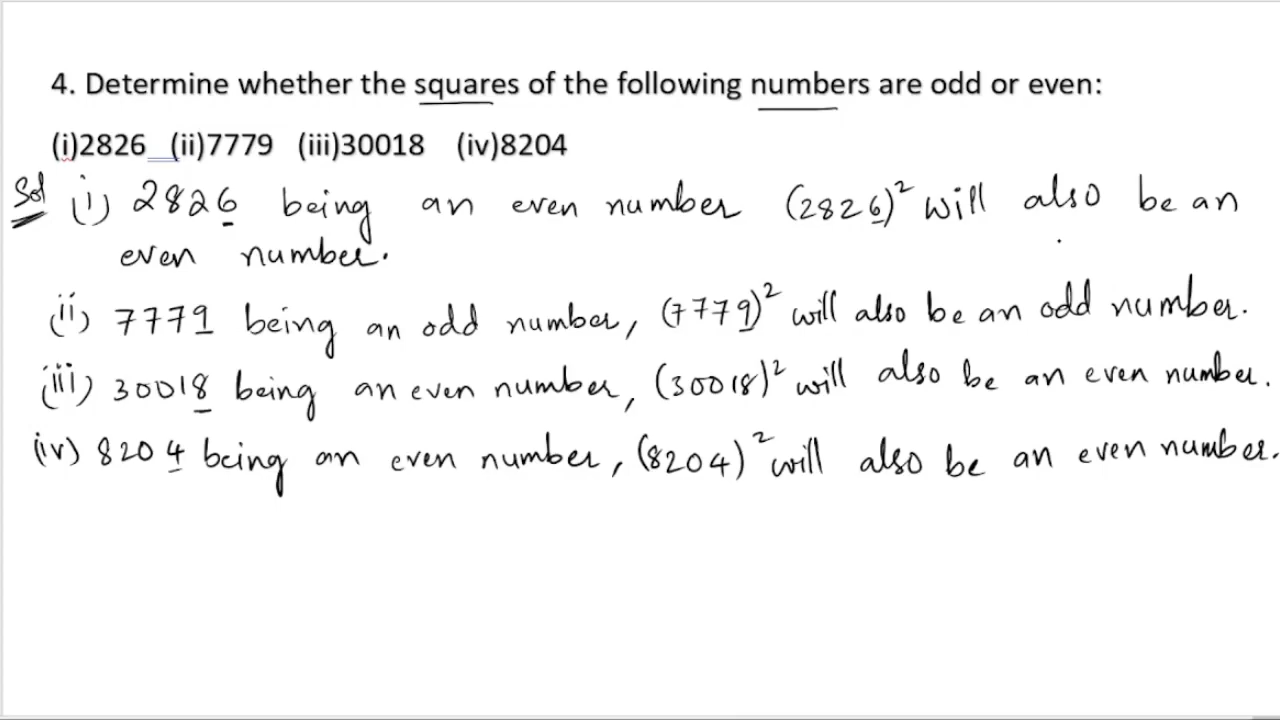 4. Determine whether the squares of the following numbers are odd or even:
(i)2826 (ii)7779 (iii)30018 (iv)8204
Sol (i) 2826 being an even number (2826)² will also be an
even number.
(ii) 7779 being an odd number, (7779)² will also be an odd number.
(iii) 30018 being an even number, (30018)² will also be an even number.
(iv) 8204 being an even number, (8204)² will also be an even number.